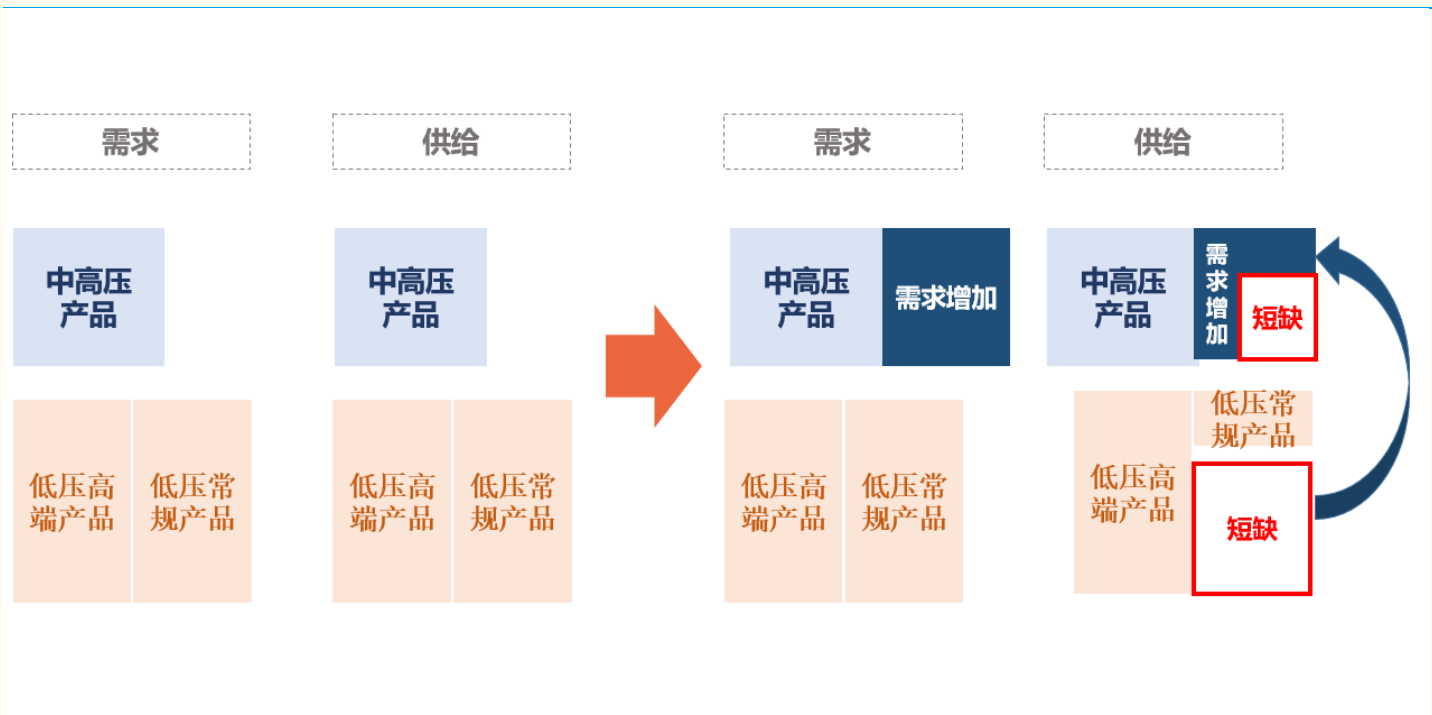 需求
供给
需求
供给
中高压
产品
中高压
产品
中高压
产品
需求增加
中高压
产品
需
求
增
加
短缺
低压高
端产品
低压常
规产品
低压高
端产品
低压常
规产品
低压高
端产品
低压常
规产品
低压高
端产品
低压常
规产品
短缺